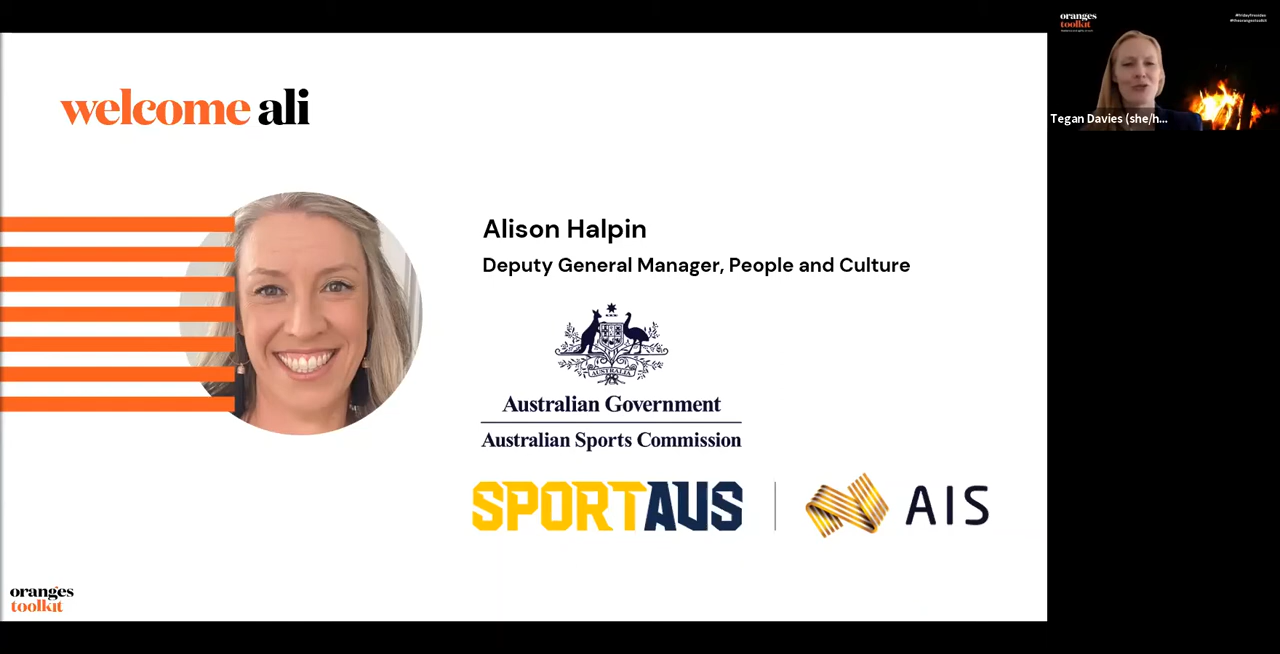 welcome ali
Alison Halpin
Deputy General Manager, People and Culture
AUSTRALIA
Australian Government
Australian Sports Commission
SPORTAUS
AIS
oranges
toolkit
oranges
toolkit
#theorangestoolkit
Tegan Davies (she/h...